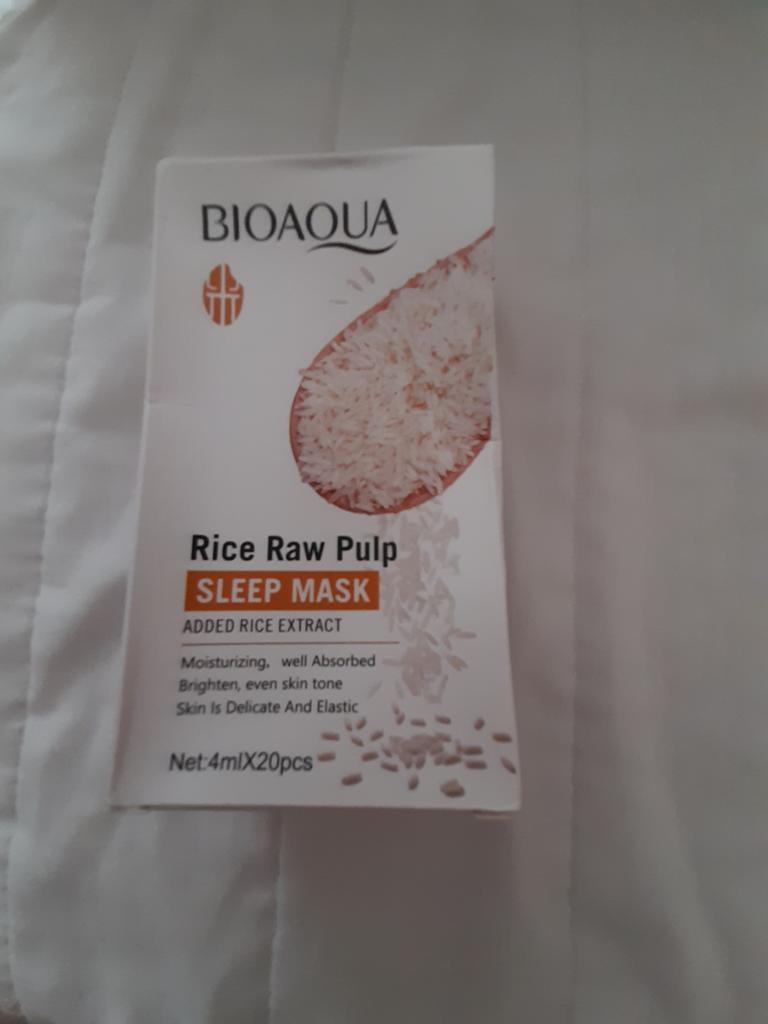 BIOAQUA
Rice Raw Pulp
SLEEP MASK
ADDED RICE EXTRACT
Moisturizing, well Absorbed
Brighten, even skin tone
Skin Is Delicate And Elastic
Net:4mlX20pcs